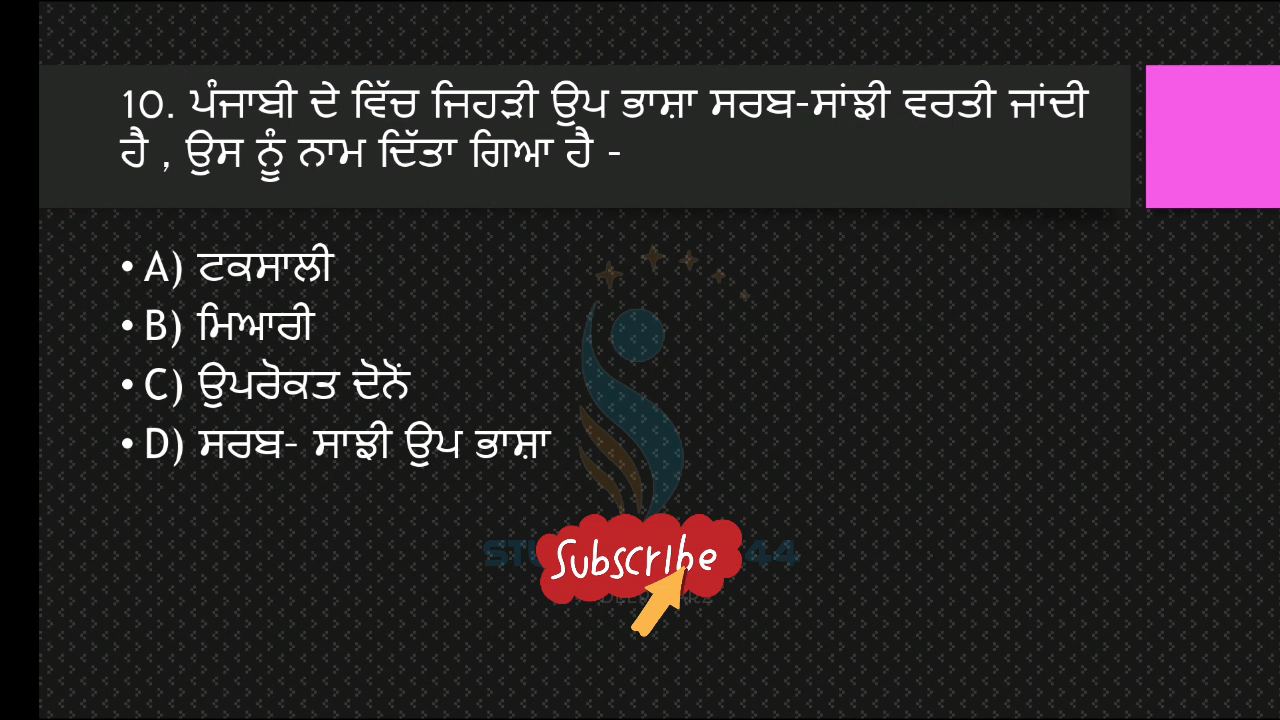 10. ਪੰਜਾਬੀ ਦੇ ਵਿੱਚ ਜਿਹੜੀ ਉਪ ਭਾਸ਼ਾ ਸਰਬ-ਸਾਂਝੀ ਵਰਤੀ ਜਾਂਦੀ
ਹੈ , ਉਸ ਨੂੰ ਨਾਮ ਦਿੱਤਾ ਗਿਆ ਹੈ -
• A) ਟਕਸਾਲੀ
• B) ਮਿਆਰੀ
• C) ਉਪਰੋਕਤ ਦੋਨੋਂ
• D) ਸਰਬ- ਸਾਝੀ ਉਪ ਭਾਸ਼ਾ
Subscribe